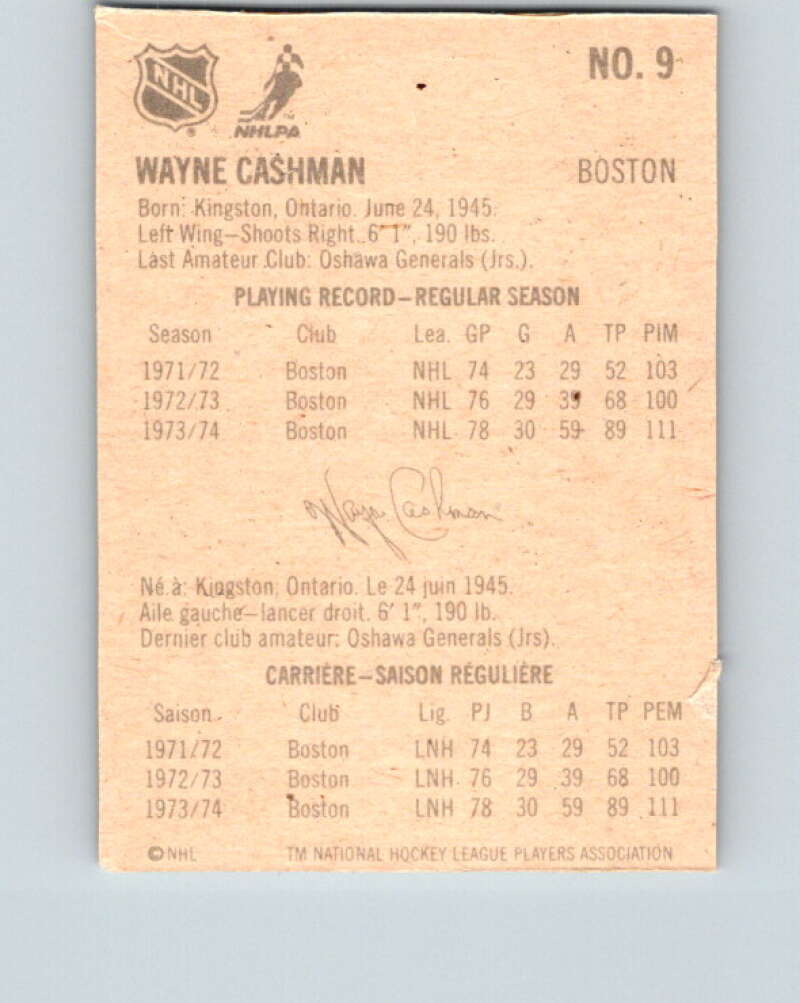 NHL
NHLPA
NO. 9
WAYNE CASHMAN BOSTON
Born: Kingston, Ontario. June 24, 1945.
Left Wing–Shoots Right. 6' 1", 190 lbs.
Last Amateur Club: Oshawa Generals (Jrs.).
PLAYING RECORD–REGULAR SEASON
Season Club Lea. GP G A TP PIM
1971/72 Boston NHL 74 23 29 52 103
1972/73 Boston NHL 76 29 39 68 100
1973/74 Boston NHL 78 30 59 89 111
Wayne Cashman
Né à: Kingston, Ontario. Le 24 juin 1945.
Aile gauche–lancer droit. 6' 1", 190 lb.
Dernier club amateur: Oshawa Generals (Jrs).
CARRIÈRE–SAISON RÉGULIÈRE
Saison Club Lig. PJ B A TP PEM
1971/72 Boston LNH 74 23 29 52 103
1972/73 Boston LNH 76 29 39 68 100
1973/74 Boston LNH 78 30 59 89 111
© NHL TM NATIONAL HOCKEY LEAGUE PLAYERS ASSOCIATION